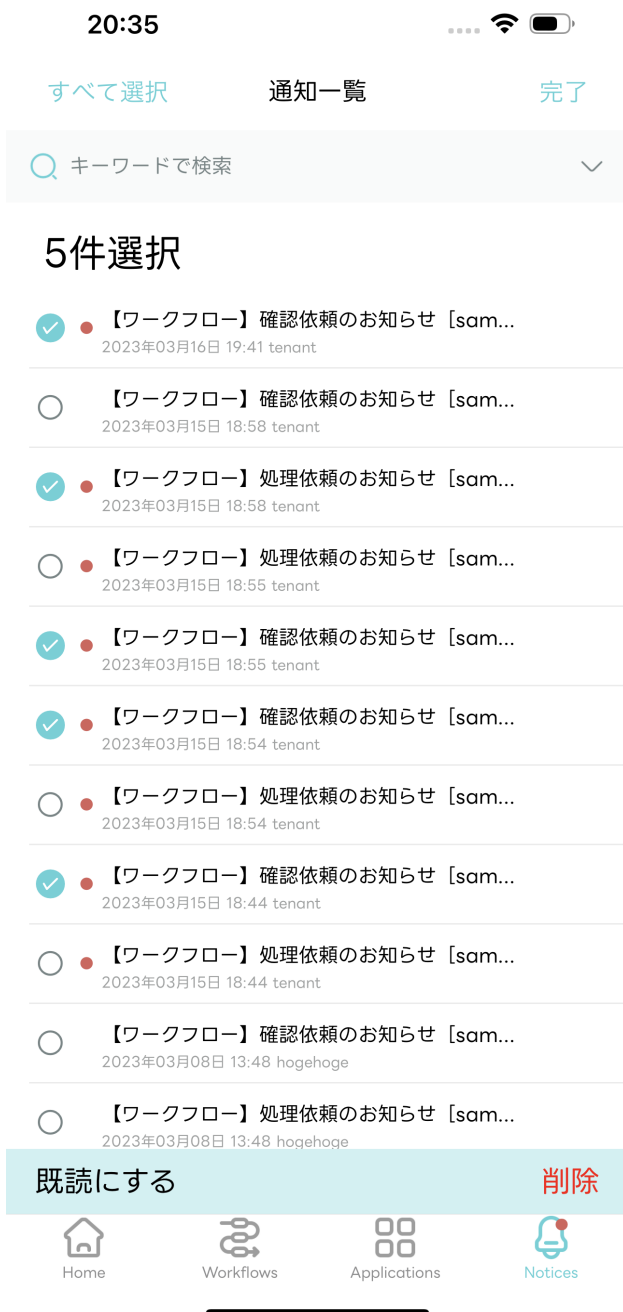 20:35
すべて選択 通知一覧 完了
キーワードで検索
5件選択
【ワークフロー】確認依頼のお知らせ［sam...
2023年03月16日 19:41 tenant
【ワークフロー】確認依頼のお知らせ［sam...
2023年03月15日 18:58 tenant
【ワークフロー】処理依頼のお知らせ［sam...
2023年03月15日 18:58 tenant
【ワークフロー】処理依頼のお知らせ［sam...
2023年03月15日 18:55 tenant
【ワークフロー】確認依頼のお知らせ［sam...
2023年03月15日 18:55 tenant
【ワークフロー】確認依頼のお知らせ［sam...
2023年03月15日 18:54 tenant
【ワークフロー】処理依頼のお知らせ［sam...
2023年03月15日 18:54 tenant
【ワークフロー】確認依頼のお知らせ［sam...
2023年03月15日 18:44 tenant
【ワークフロー】処理依頼のお知らせ［sam...
2023年03月15日 18:44 tenant
【ワークフロー】確認依頼のお知らせ［sam...
2023年03月08日 13:48 hogehoge
【ワークフロー】処理依頼のお知らせ［sam...
2023年03月08日 13:48 hogehoge
既読にする 削除
Home Workflows Applications Notices